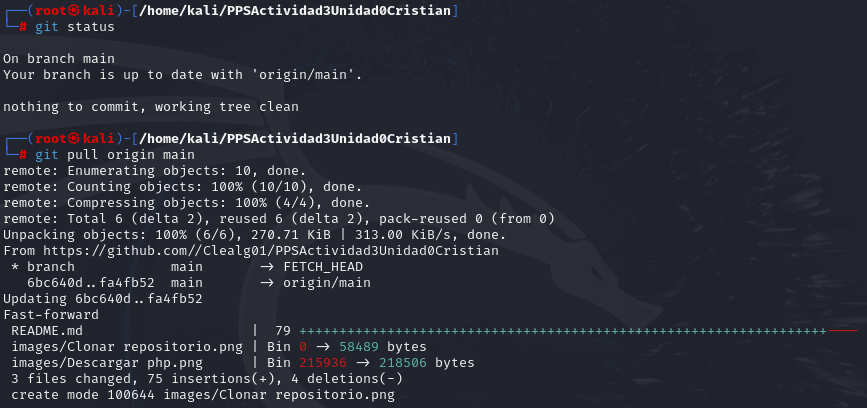 ┌──(root㉿kali)-[/home/kali/PPSActividad3Unidad0Cristian]
└─# git status

On branch main
Your branch is up to date with 'origin/main'.

nothing to commit, working tree clean

┌──(root㉿kali)-[/home/kali/PPSActividad3Unidad0Cristian]
└─# git pull origin main
remote: Enumerating objects: 10, done.
remote: Counting objects: 100% (10/10), done.
remote: Compressing objects: 100% (4/4), done.
remote: Total 6 (delta 2), reused 6 (delta 2), pack-reused 0 (from 0)
Unpacking objects: 100% (6/6), 270.71 KiB | 313.00 KiB/s, done.
From https://github.com//Clealg01/PPSActividad3Unidad0Cristian
 * branch            main       -> FETCH_HEAD
   6bc640d..fa4fb52  main       -> origin/main
Updating 6bc640d..fa4fb52
Fast-forward
 README.md                     |  79 ++++++++++++++++++++++++++++++++++++++++++++++++++++++++++++++++++----
 images/Clonar repositorio.png | Bin 0 -> 58489 bytes
 images/Descargar php.png      | Bin 215936 -> 218506 bytes
 3 files changed, 75 insertions(+), 4 deletions(-)
 create mode 100644 images/Clonar repositorio.png